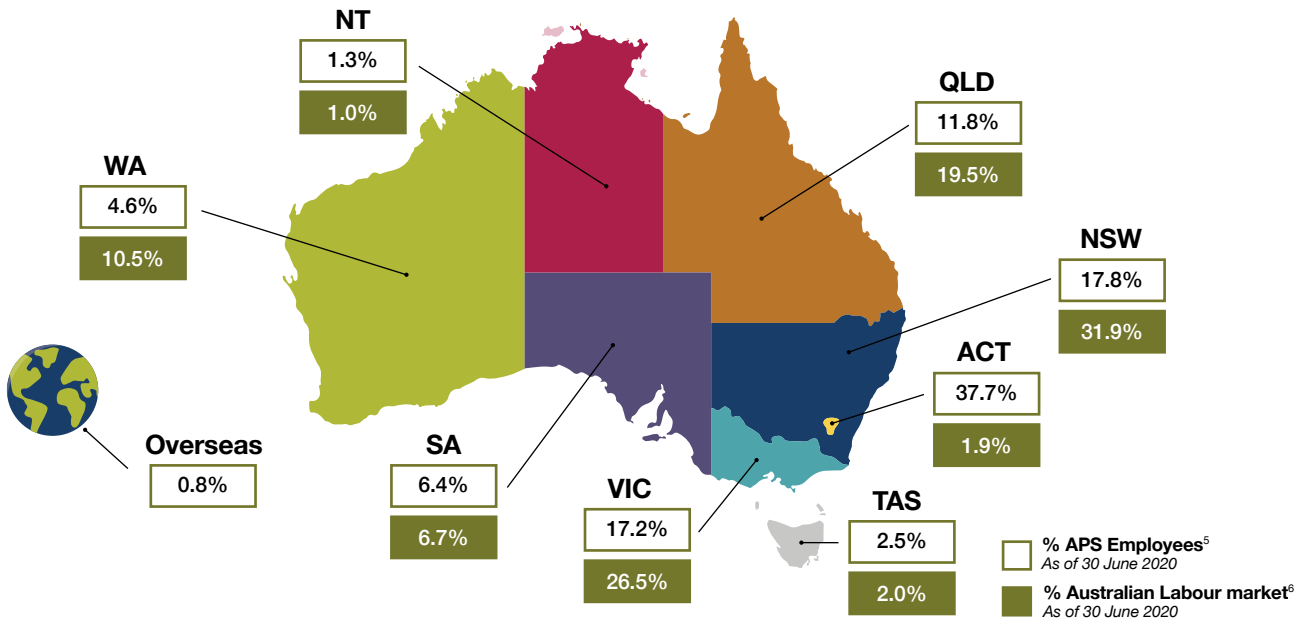 NT
1.3%
1.0%
QLD
11.8%
19.5%
WA
4.6%
10.5%
NSW
17.8%
31.9%
ACT
37.7%
1.9%
Overseas
0.8%
SA
6.4%
6.7%
VIC
17.2%
26.5%
TAS
2.5%
2.0%
% APS Employees⁵
As of 30 June 2020
% Australian Labour market⁶
As of 30 June 2020